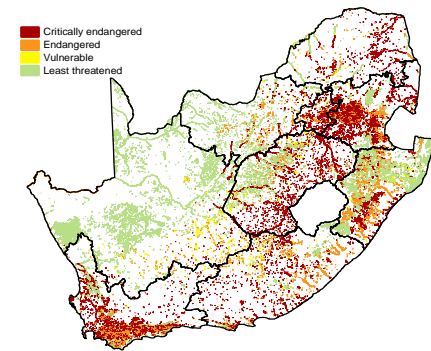 Critically endangered
Endangered
Vulnerable
Least threatened